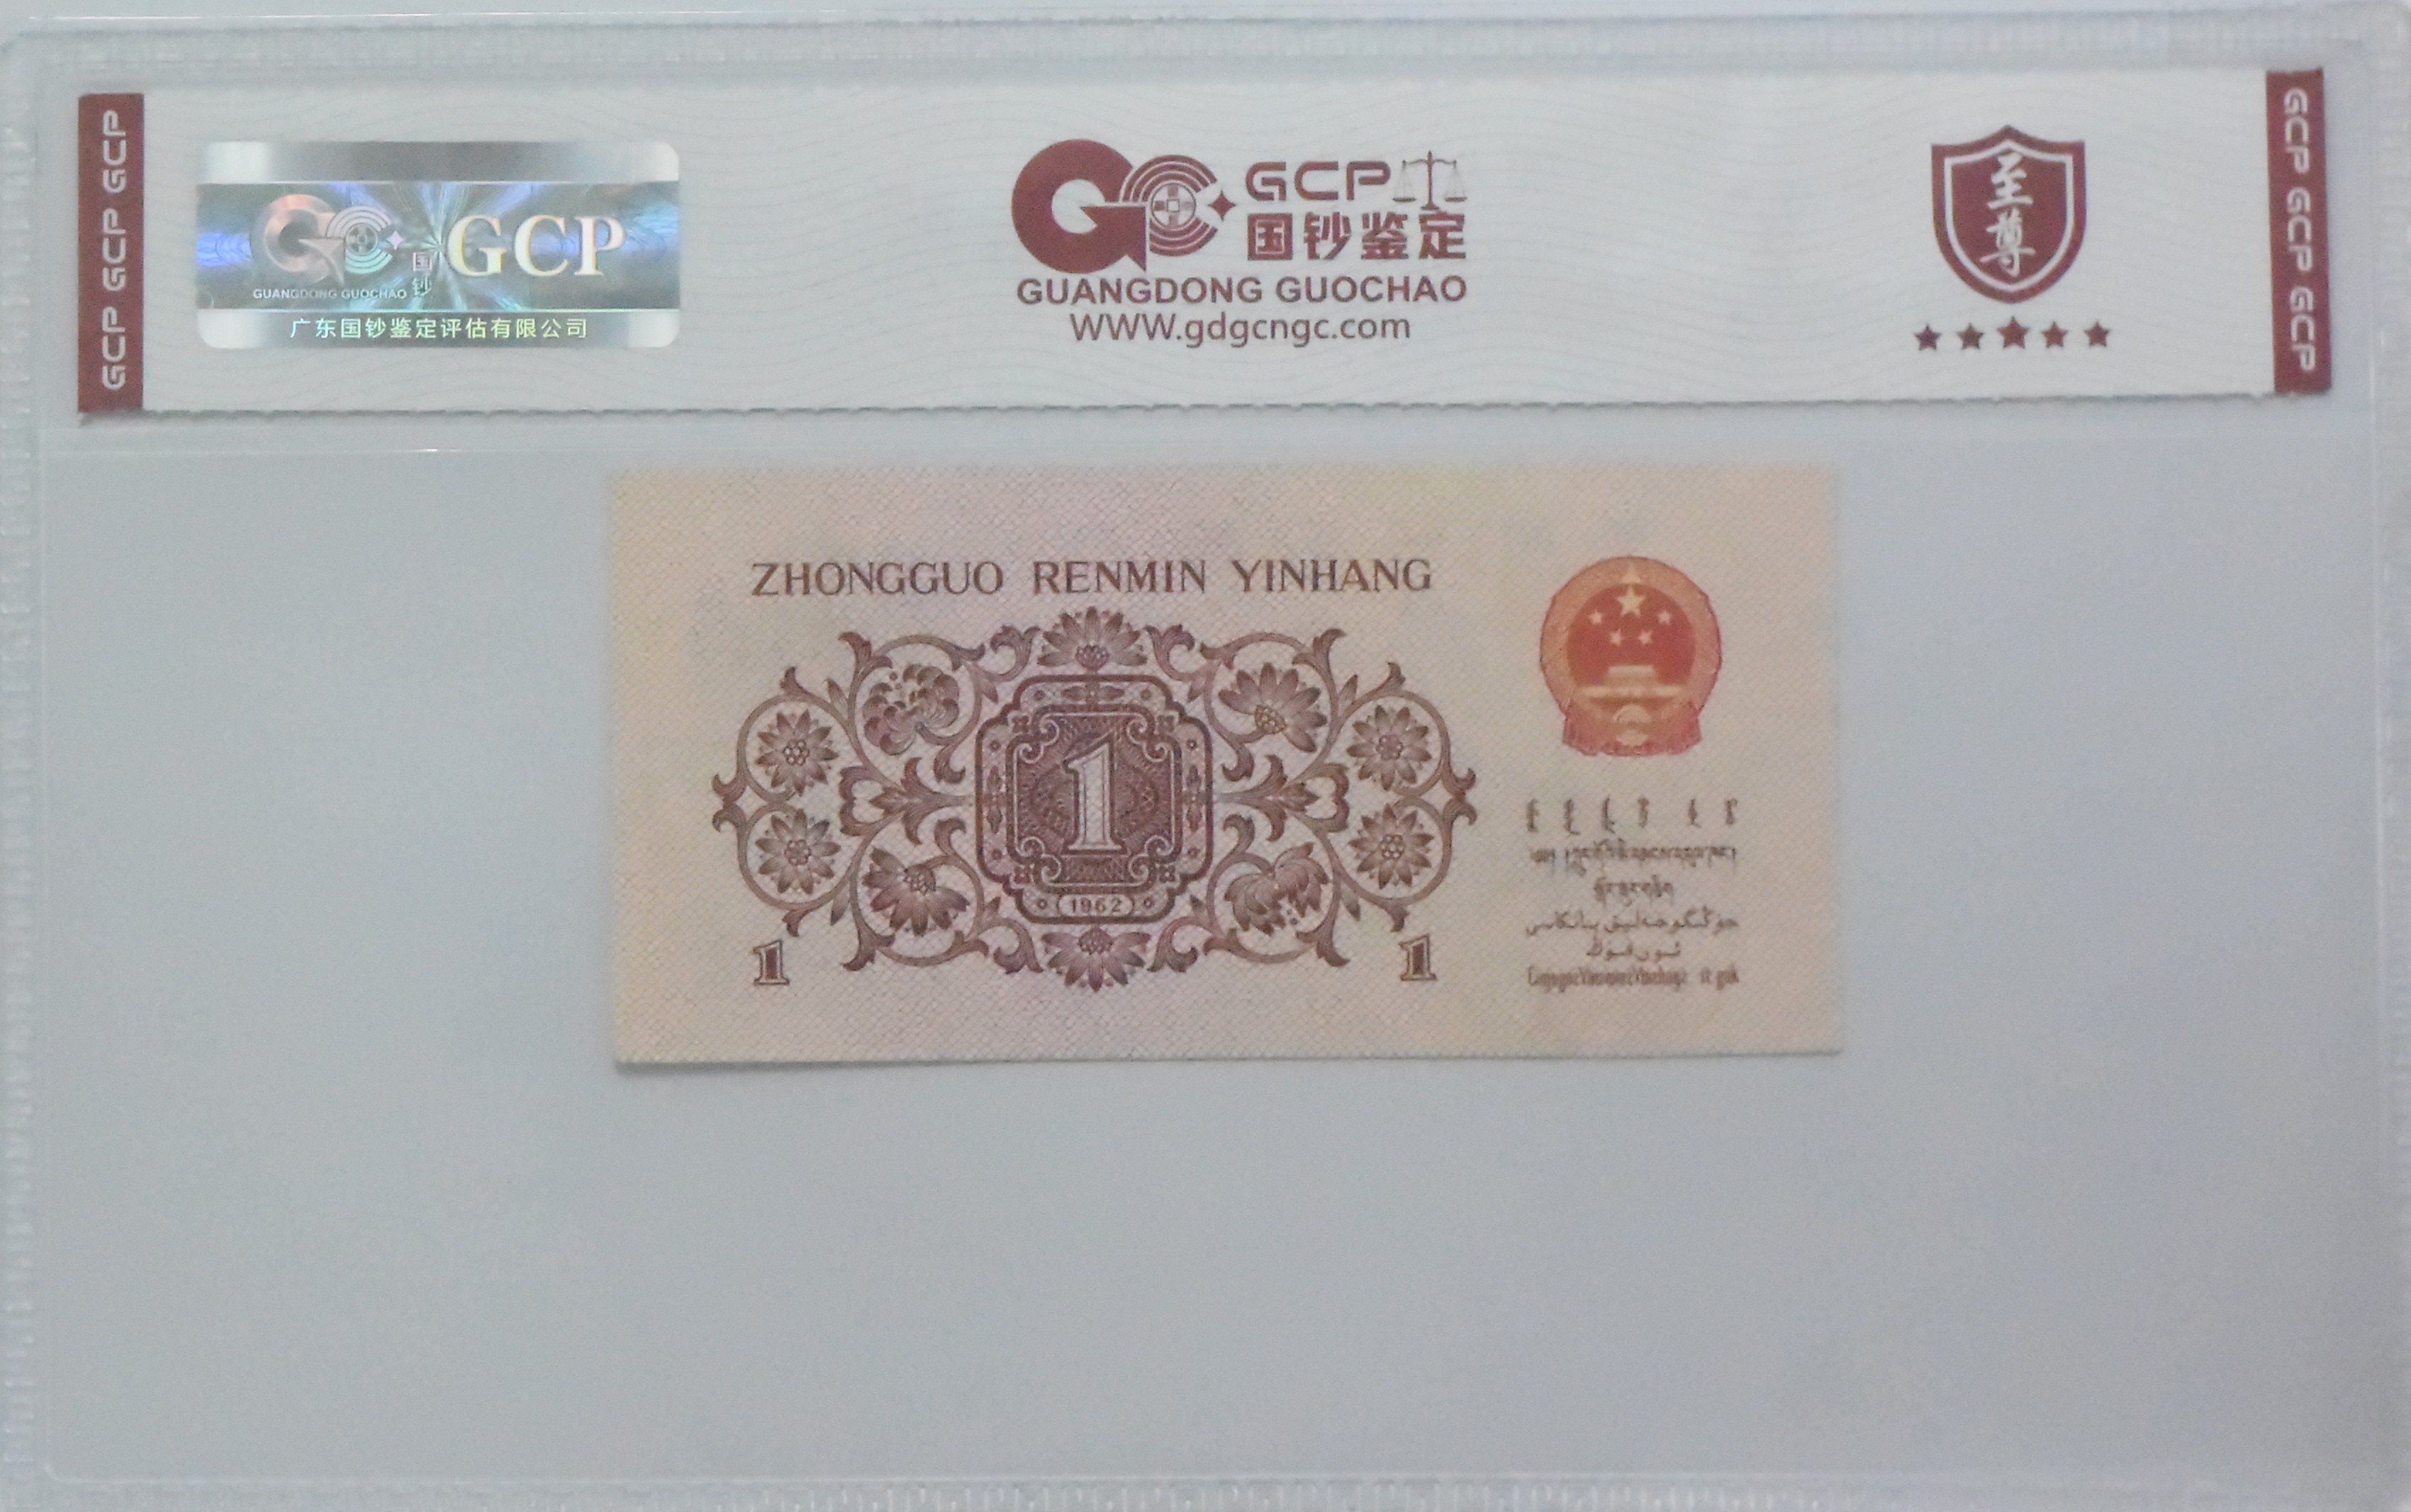 GCP GCP GCP
国钞
GCP
GUANGDONG GUOCHAO
广东国钞鉴定评估有限公司
GCP
国钞鉴定
GUANGDONG GUOCHAO
WWW.gdgcngc.com
至尊
GCP GCP GCP
ZHONGGUO RENMIN YINHANG
1
1962
1
1